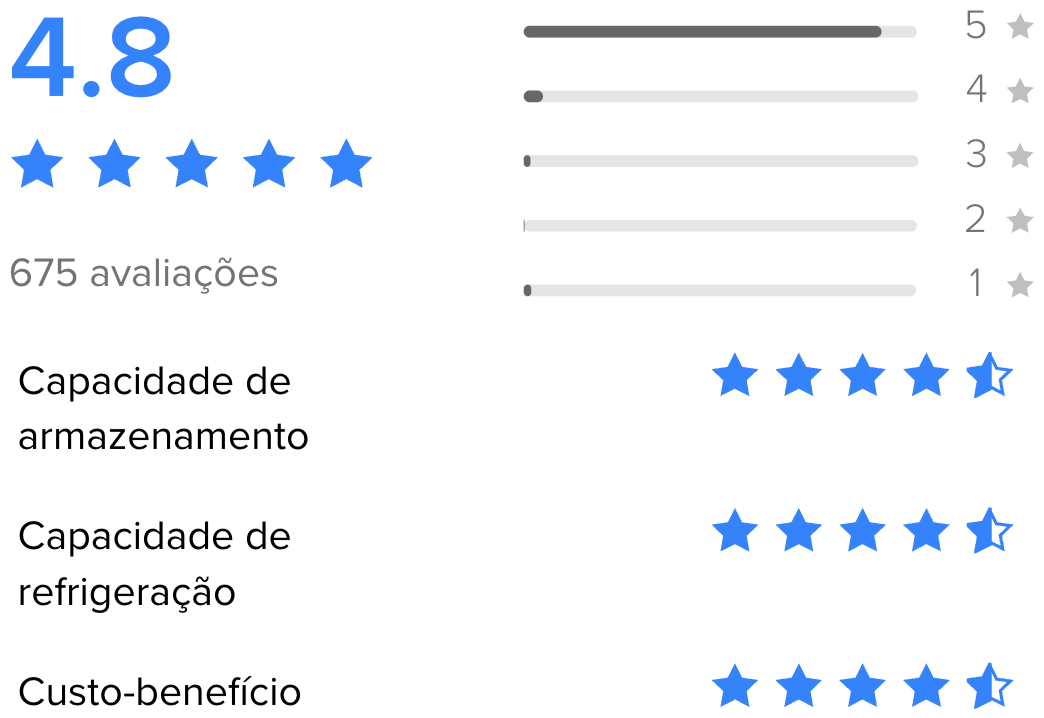 4.8
675 avaliações
5
4
3
2
1
Capacidade de
armazenamento
Capacidade de
refrigeração
Custo-benefício